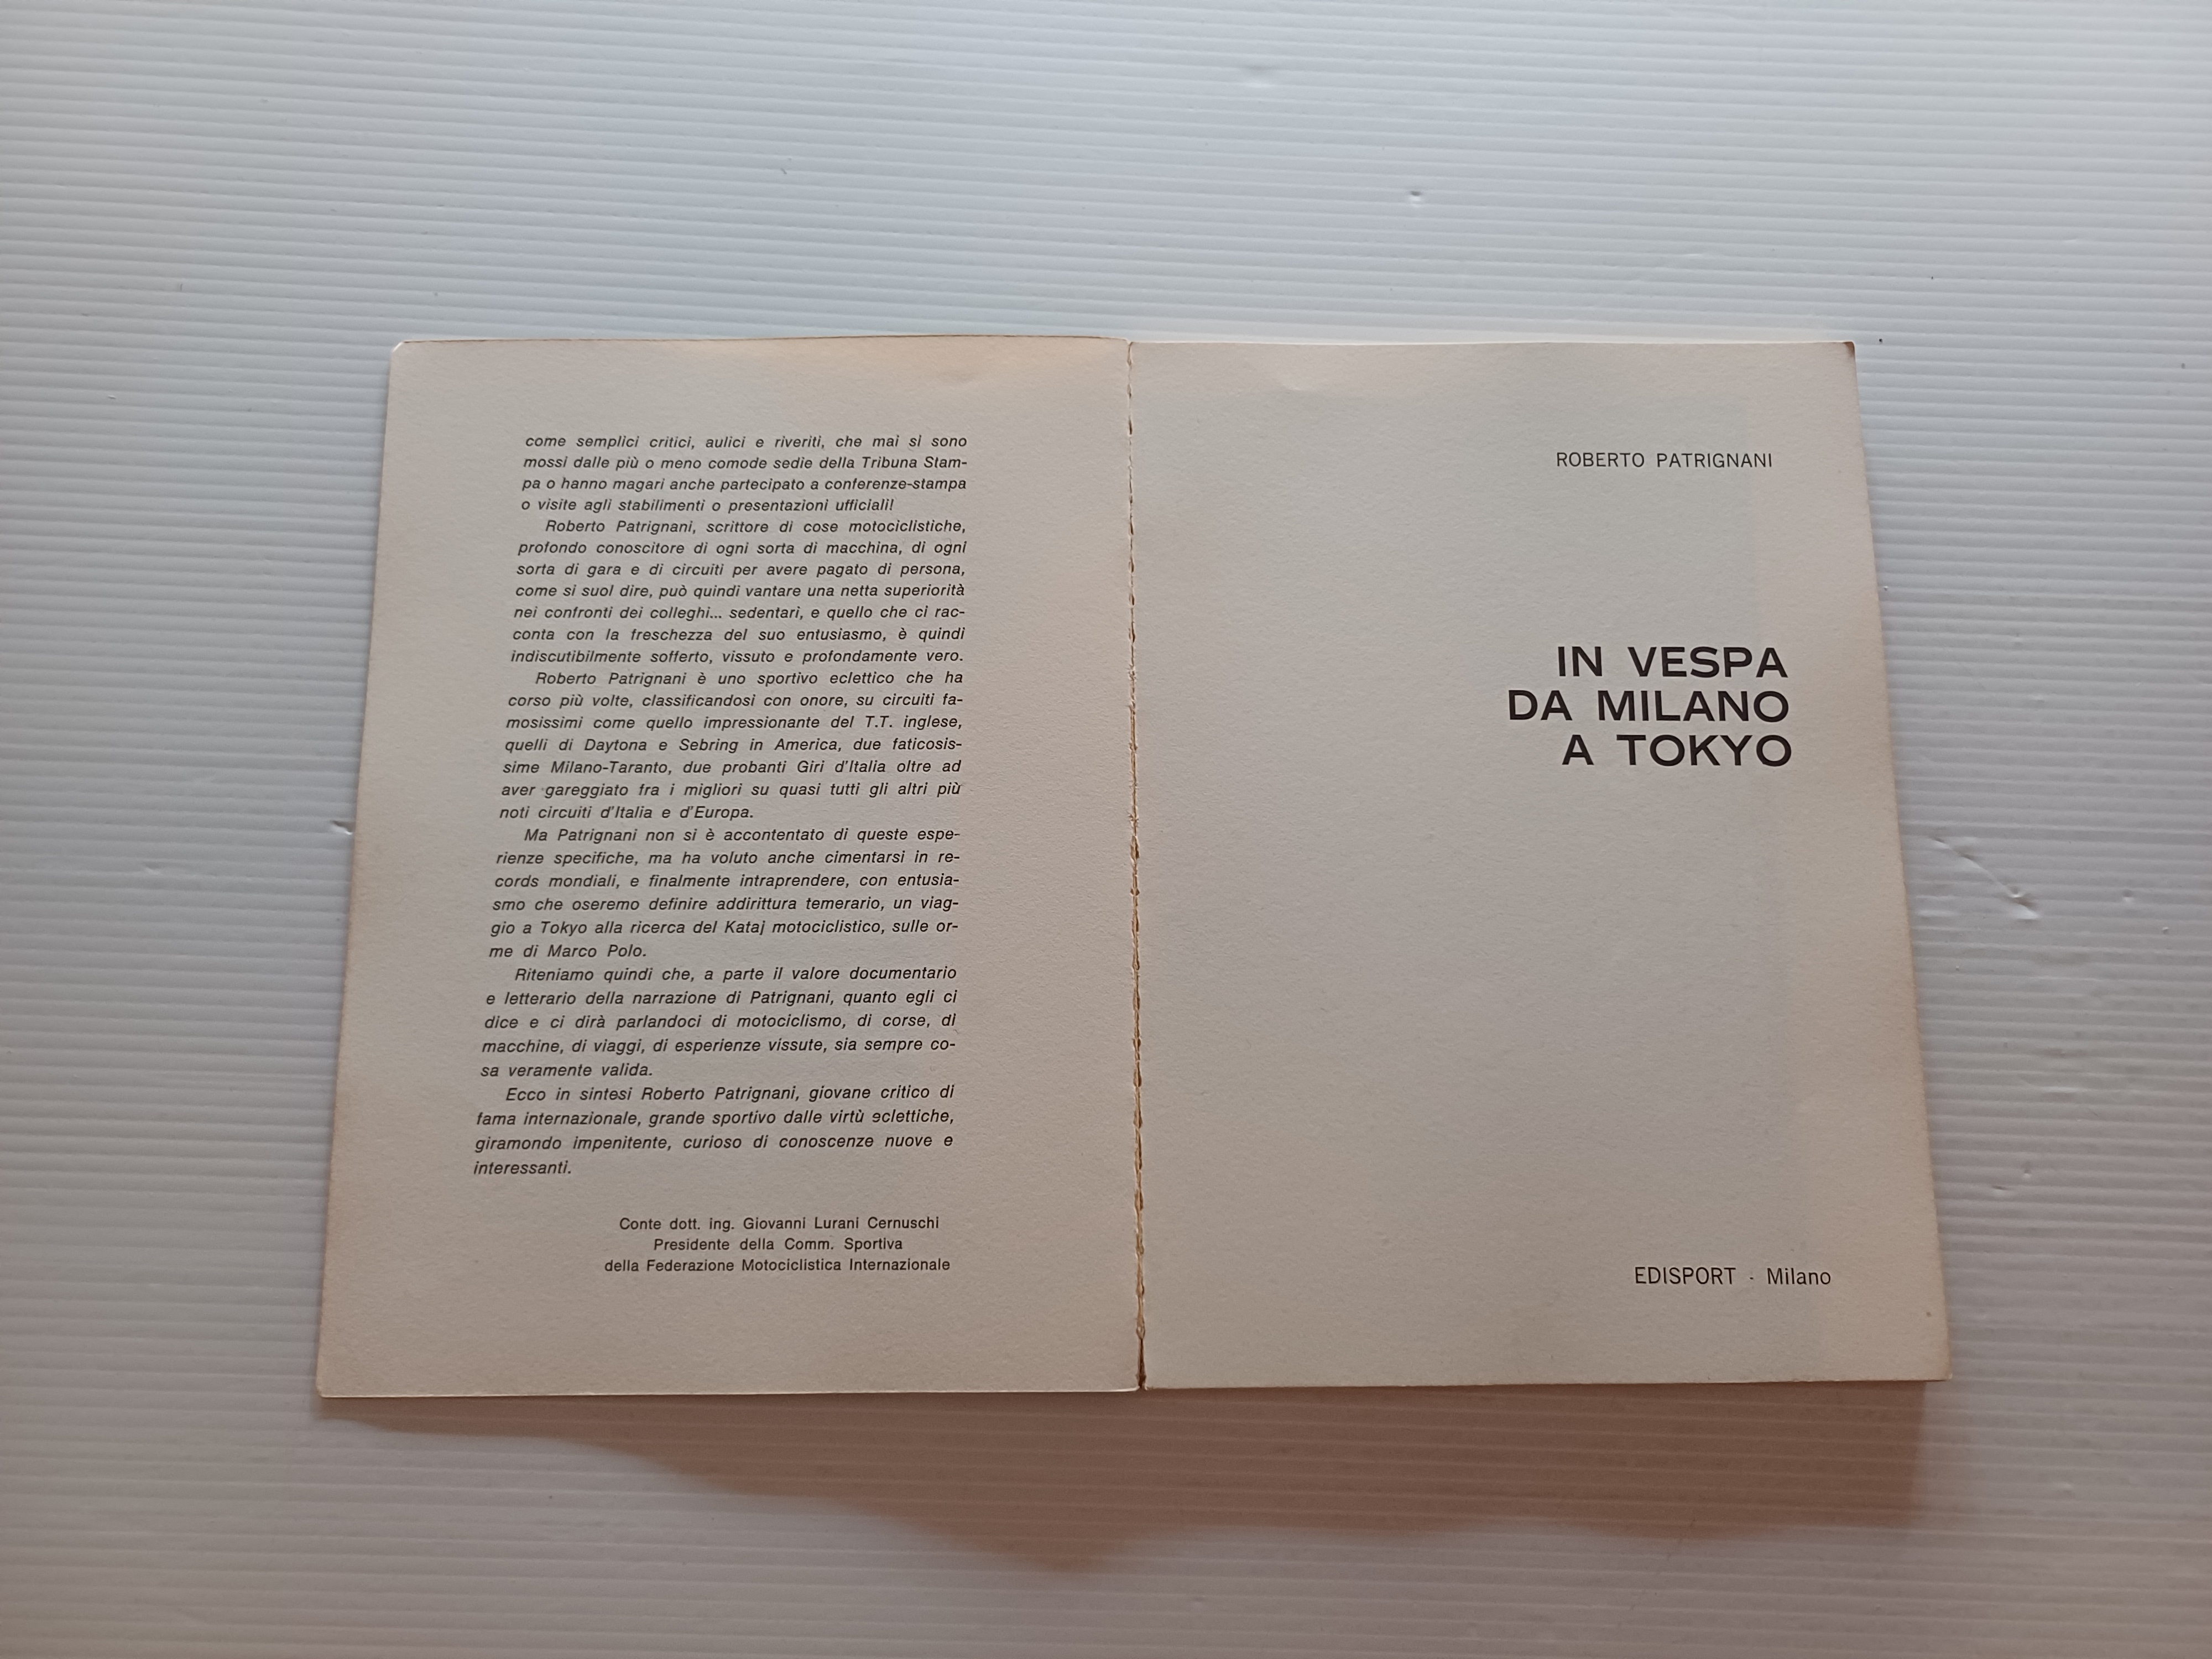 come semplici critici, aulici e riveriti, che mai si sono
mossi dalle più o meno comode sedie della Tribuna Stam-
pa o hanno magari anche partecipato a conferenze-stampa
o visite agli stabilimenti o presentazioni ufficiali!
Roberto Patrignani, scrittore di cose motociclistiche,
profondo conoscitore di ogni sorta di macchina, di ogni
sorta di gara e di circuiti per avere pagato di persona,
come si suol dire, può quindi vantare una netta superiorità
nei confronti dei colleghi... sedentari, e quello che ci rac-
conta con la freschezza del suo entusiasmo, è quindi
indiscutibilmente sofferto, vissuto e profondamente vero.
Roberto Patrignani è uno sportivo eclettico che ha
corso più volte, classificandosi con onore, su circuiti fa-
mosissimi come quello impressionante del T.T. inglese,
quelli di Daytona e Sebring in America, due faticosis-
sime Milano-Taranto, due probanti Giri d'Italia oltre ad
aver gareggiato fra i migliori su quasi tutti gli altri più
noti circuiti d'Italia e d'Europa.
Ma Patrignani non si è accontentato di queste espe-
rienze specifiche, ma ha voluto anche cimentarsi in re-
cords mondiali, e finalmente intraprendere, con entusia-
smo che oseremo definire addirittura temerario, un viag-
gio a Tokyo alla ricerca del Kataj motociclistico, sulle or-
me di Marco Polo.
Riteniamo quindi che, a parte il valore documentario
e letterario della narrazione di Patrignani, quanto egli ci
dice e ci dirà parlandoci di motociclismo, di corse, di
macchine, di viaggi, di esperienze vissute, sia sempre co-
sa veramente valida.
Ecco in sintesi Roberto Patrignani, giovane critico di
fama internazionale, grande sportivo dalle virtù eclettiche,
giramondo impenitente, curioso di conoscenze nuove e
interessanti.
Conte dott. ing. Giovanni Lurani Cernuschi
Presidente della Comm. Sportiva
della Federazione Motociclistica Internazionale
ROBERTO PATRIGNANI
IN VESPA
DA MILANO
A TOKYO
EDISPORT - Milano